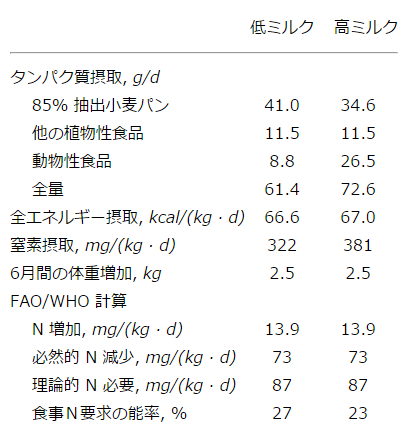 低ミルク 高ミルク
タンパク質摂取, g/d
85% 抽出小麦パン 41.0 34.6
他の植物性食品 11.5 11.5
動物性食品 8.8 26.5
全量 61.4 72.6
全エネルギー摂取, kcal/(kg・d) 66.6 67.0
窒素摂取, mg/(kg・d) 322 381
6月間の体重増加, kg 2.5 2.5
FAO/WHO 計算
N 増加, mg/(kg・d) 13.9 13.9
必然的 N 減少, mg/(kg・d) 73 73
理論的 N 必要, mg/(kg・d) 87 87
食事Ｎ要求の能率, % 27 23